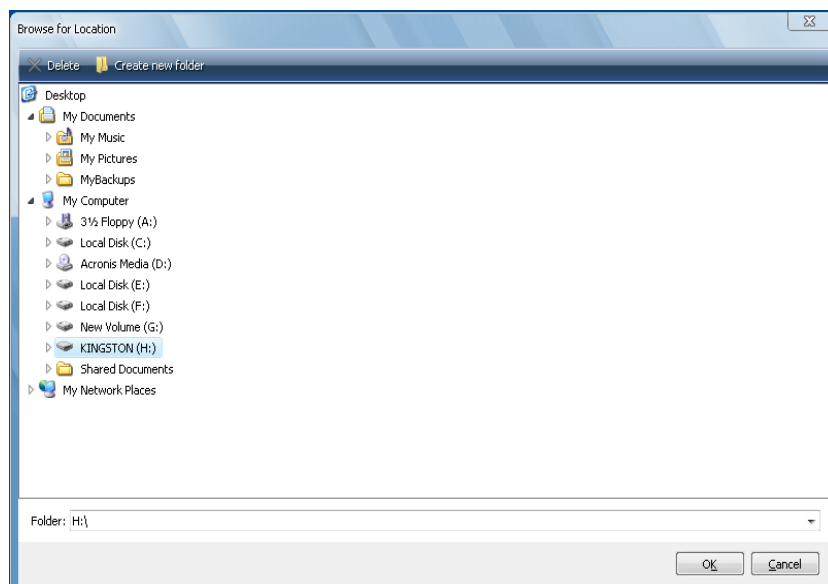 Browse for Location
Delete Create new folder
Desktop
My Documents
My Music
My Pictures
MyBackups
My Computer
3½ Floppy (A:)
Local Disk (C:)
Acronis Media (D:)
Local Disk (E:)
Local Disk (F:)
New Volume (G:)
KINGSTON (H:)
Shared Documents
My Network Places
Folder: H:\
OK Cancel